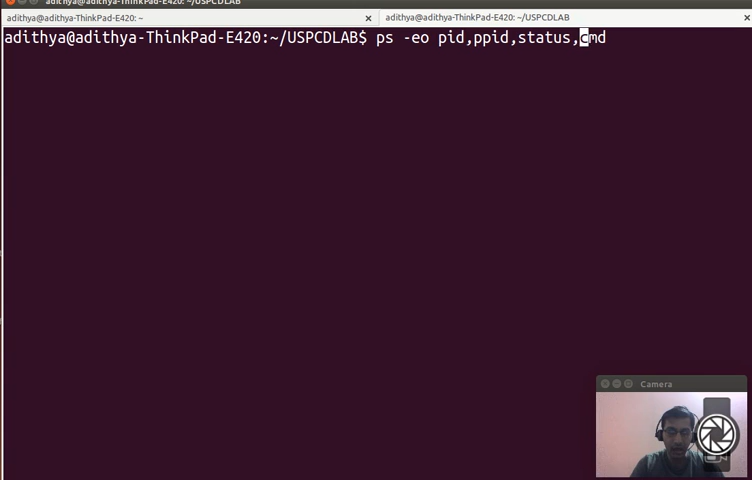 adithya@adithya-ThinkPad-E420: ~/USPCDLAB
adithya@adithya-ThinkPad-E420: ~
adithya@adithya-ThinkPad-E420: ~/USPCDLAB
adithya@adithya-ThinkPad-E420:~/USPCDLAB$ ps -eo pid,ppid,status,cmd
Camera